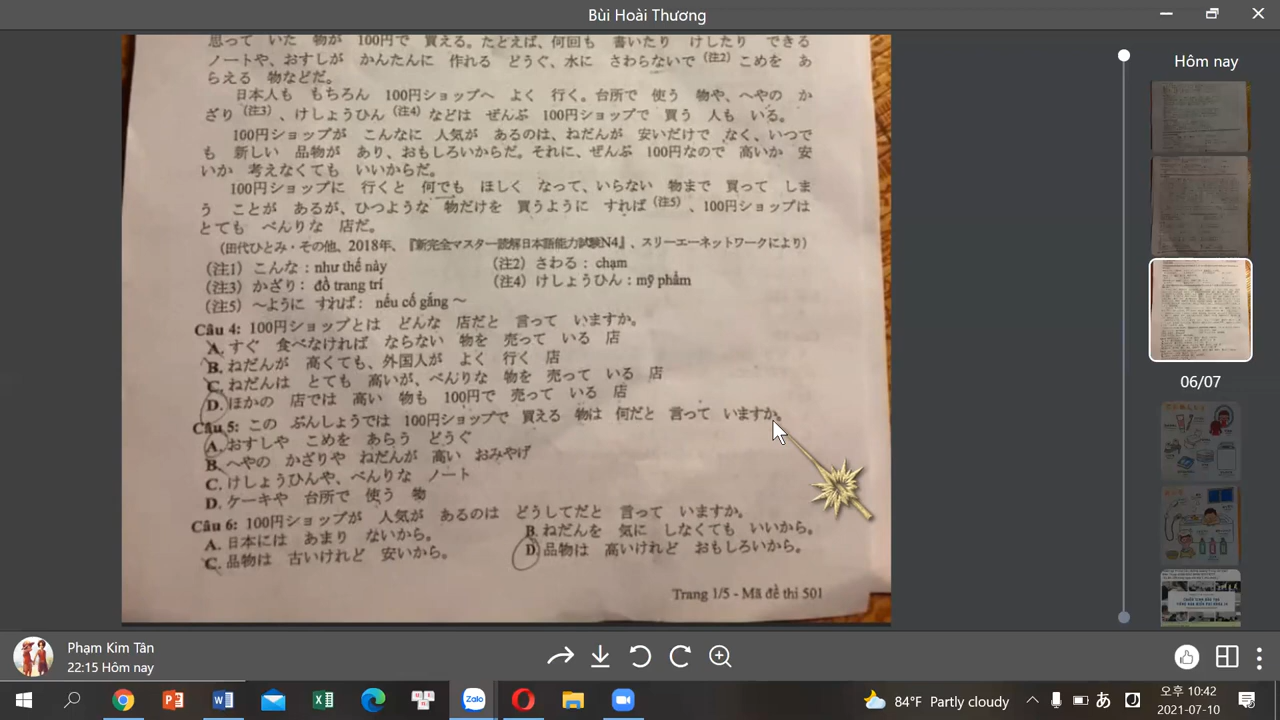 Bùi Hoài Thương
思って いた 物が 100円で 買える。たとえば、何回も 書いたり けしたり できる
ノートや、おすしが かんたんに 作れる どうぐ、水に さわらないで（注2）こめを あ
らえる 物などだ。
日本人も もちろん 100円ショップへ よく 行く。台所で 使う 物や、へやの か
ざり（注3）、けしょうひん（注4）などは ぜんぶ 100円ショップで 買う 人も いる。
100円ショップが こんなに 人気が あるのは、ねだんが 安いだけで なく、いつで
も 新しい 品物が あり、おもしろいからだ。それに、ぜんぶ 100円なので 高いか 安
いか 考えなくても いいからだ。
100円ショップに 行くと 何でも ほしく なって、いらない 物まで 買って しま
う ことが あるが、ひつような 物だけを 買うように すれば（注5）、100円ショップは
とても べんりな 店だ。
（田代ひとみ・その他、2018年、『新完全マスター読解日本語能力試験N4』、スリーエーネットワークにより）
（注1）こんな : như thế này （注2）さわる : chạm
（注3）かざり : đồ trang trí （注4）けしょうひん : mỹ phẩm
（注5）～ように すれば : nếu cố gắng ～
Câu 4: 100円ショップとは どんな 店だと 言って いますか。
A. すぐ 食べなければ ならない 物を 売って いる 店
B. ねだんが 高くても、外国人が よく 行く 店
C. ねだんは とても 高いが、べんりな 物を 売って いる 店
D. ほかの 店では 高い 物も 100円で 売って いる 店
Câu 5: この ぶんしょうでは 100円ショップで 買える 物は 何だと 言って いますか。
A. おすしや こめを あらう どうぐ
B. へやの かざりや ねだんが 高い おみやげ
C. けしょうひんや、べんりな ノート
D. ケーキや 台所で 使う 物
Câu 6: 100円ショップが 人気が あるのは どうしてだと 言って いますか。
A. 日本には あまり ないから。 B. ねだんを 気に しなくても いいから。
C. 品物は 古いけれど 安いから。 D. 品物は 高いけれど おもしろいから。
Trang 1/5 - Mã đề thi 501
Hôm nay
06/07
Phạm Kim Tân
22:15 Hôm nay
84°F Partly cloudy
あ
오후 10:42
2021-07-10
Zalo